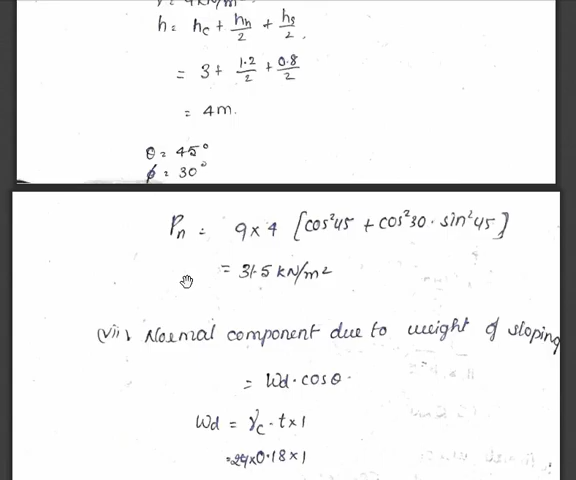 h = hc + hh/2 + hs/2
= 3 + 1.2/2 + 0.8/2
= 4m.
θ = 45°
ϕ = 30°
Pn = 9 x 4 [cos²45 + cos²30 · sin²45]
= 31.5 KN/m²
(vii) Normal component due to weight of sloping
= Wd · cosθ ·
Wd = γc · t x 1
= 24 x 0.18 x 1